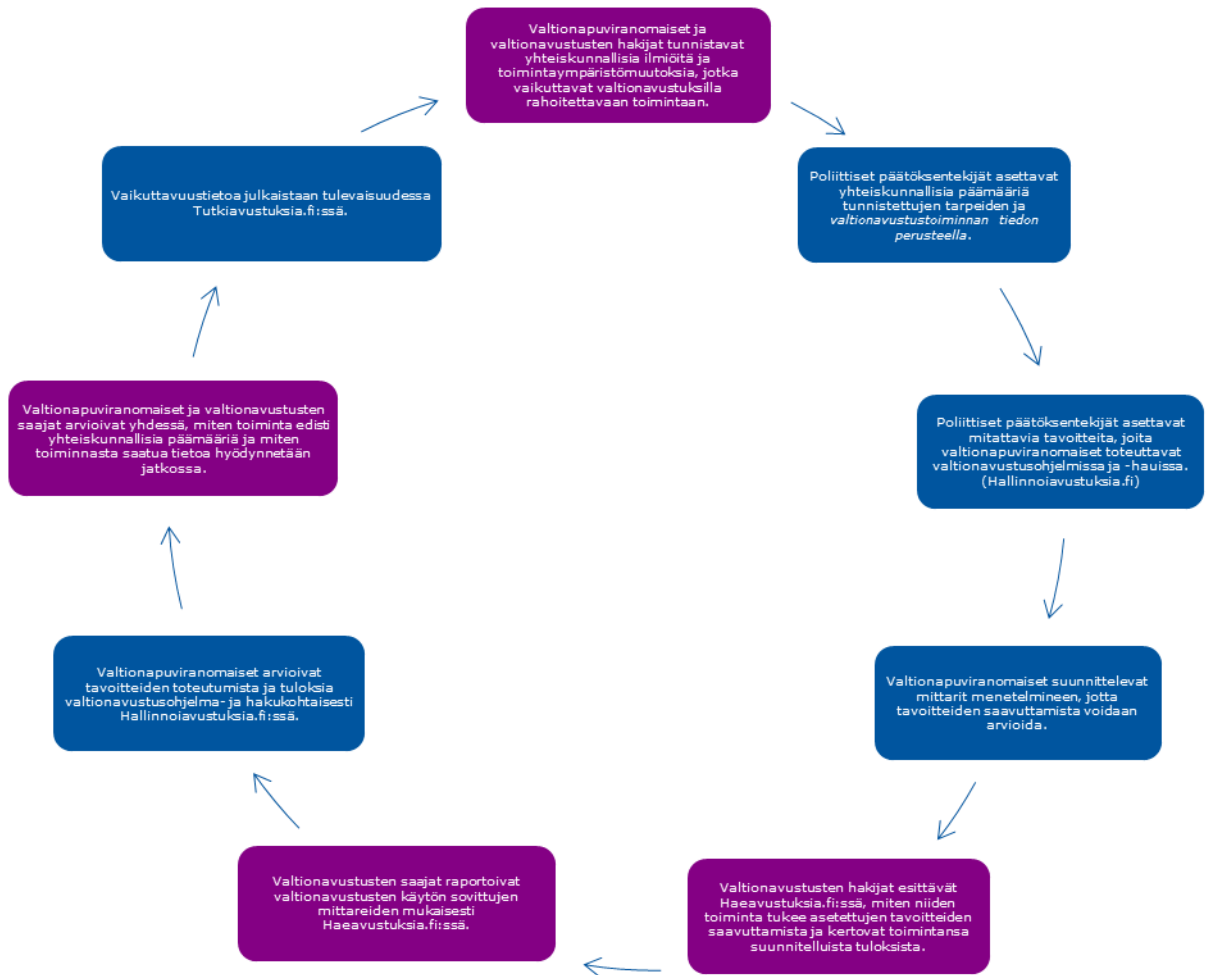 Valtionapuviranomaiset ja
valtionavustusten hakijat tunnistavat
yhteiskunnallisia ilmiöitä ja
toimintaympäristömuutoksia, jotka
vaikuttavat valtionavustuksilla
rahoitettavaan toimintaan.
Poliittiset päätöksentekijät asettavat
yhteiskunnallisia päämääriä
tunnistettujen tarpeiden ja
valtionavustustoiminnan tiedon
perusteella.
Poliittiset päätöksentekijät asettavat
mitattavia tavoitteita, joita
valtionapuviranomaiset toteuttavat
valtionavustusohjelmissa ja -hauissa.
(Hallinnoiavustuksia.fi)
Valtionapuviranomaiset suunnittelevat
mittarit menetelmineen, jotta
tavoitteiden saavuttamista voidaan
arvioida.
Valtionavustusten hakijat esittävät
Haeavustuksia.fi:ssä, miten niiden
toiminta tukee asetettujen tavoitteiden
saavuttamista ja kertovat toimintansa
suunnitelluista tuloksista.
Valtionavustusten saajat raportoivat
valtionavustusten käytön sovittujen
mittareiden mukaisesti
Haeavustuksia.fi:ssä.
Valtionapuviranomaiset arvioivat
tavoitteiden toteutumista ja tuloksia
valtionavustusohjelma- ja hakukohtaisesti
Hallinnoiavustuksia.fi:ssä.
Valtionapuviranomaiset ja valtionavustusten
saajat arvioivat yhdessä, miten toiminta edisti
yhteiskunnallisia päämääriä ja miten
toiminnasta saatua tietoa hyödynnetään
jatkossa.
Vaikuttavuustietoa julkaistaan tulevaisuudessa
Tutkiavustuksia.fi:ssä.